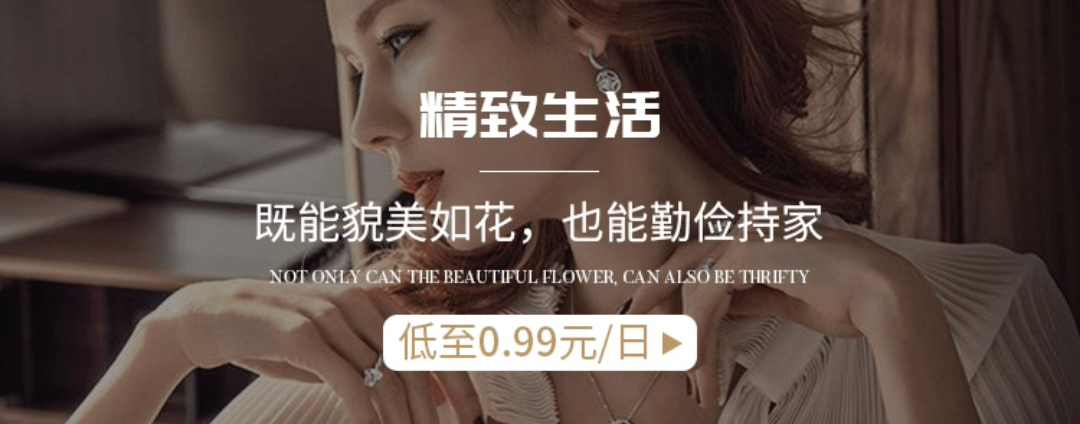 精致生活
既能貌美如花，也能勤俭持家
NOT ONLY CAN THE BEAUTIFUL FLOWER, CAN ALSO BE THRIFTY
低至0.99元/日